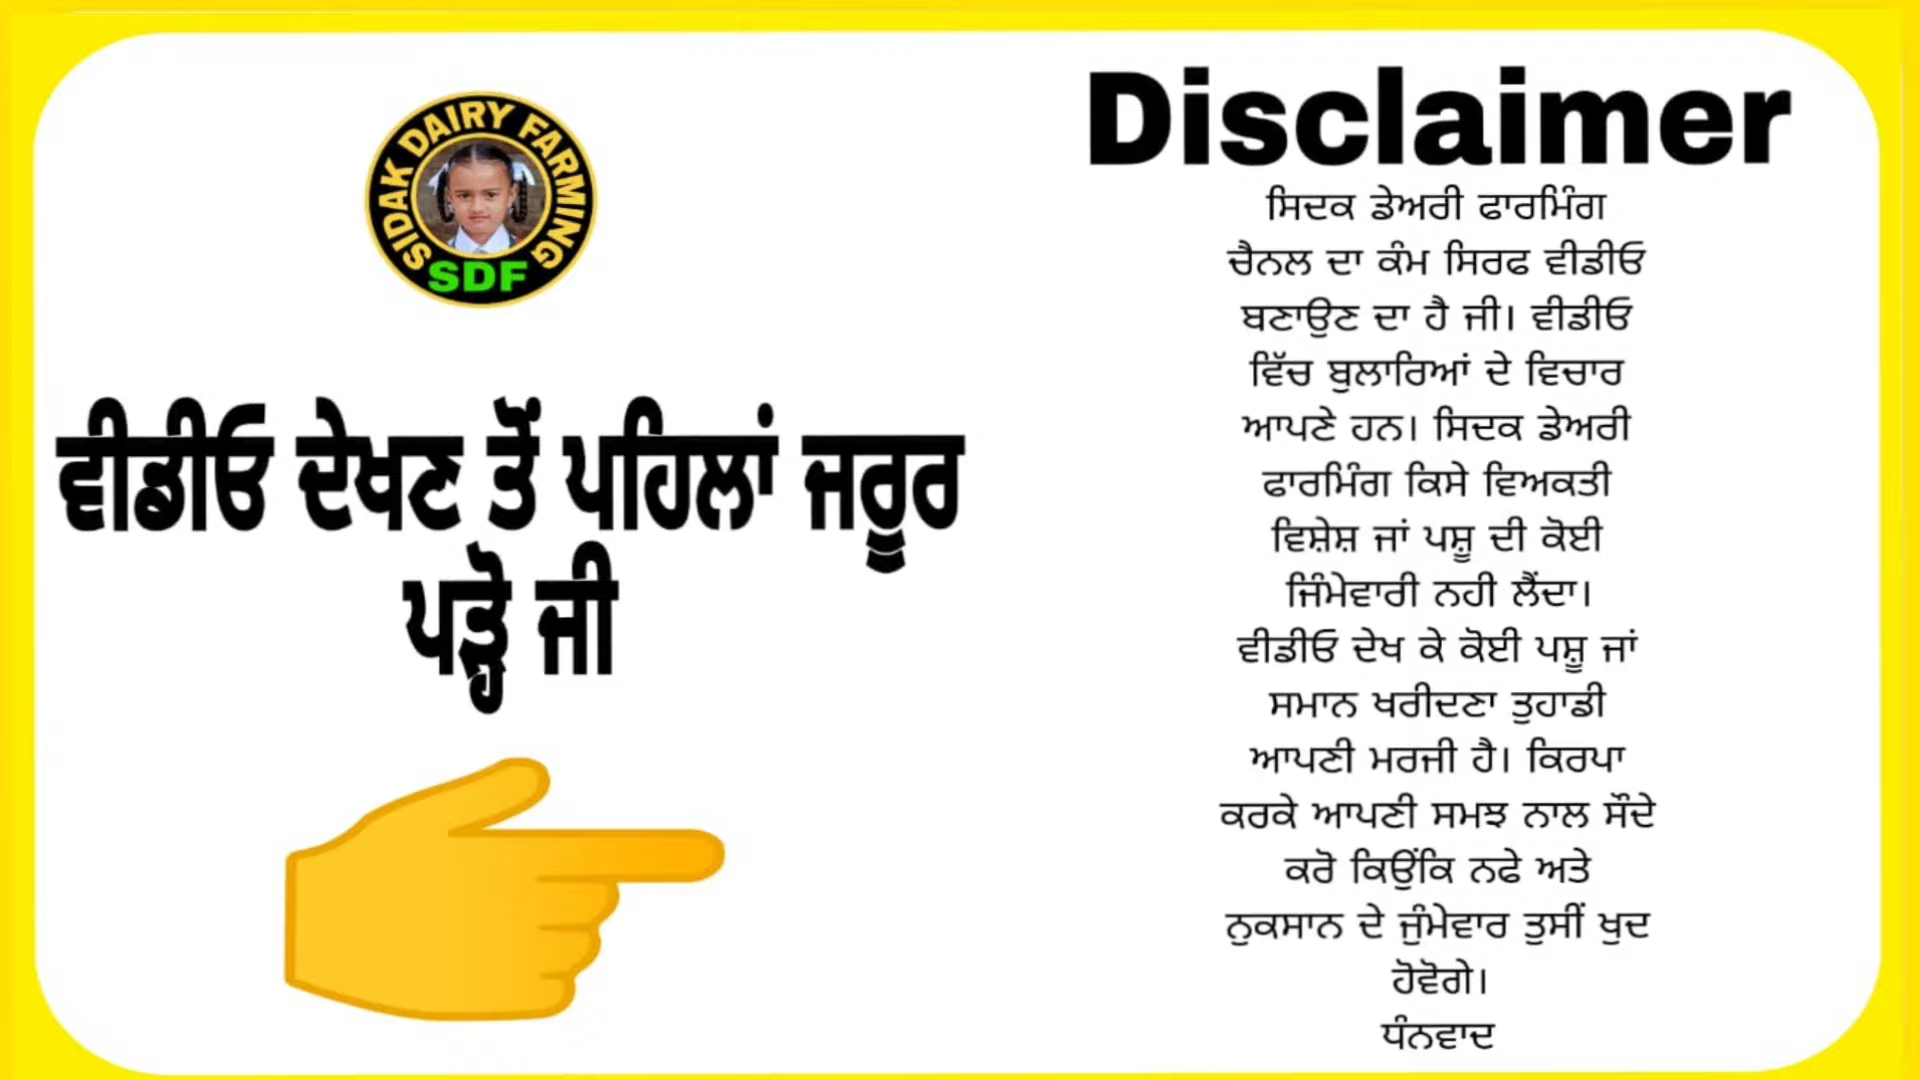 SIDAK DAIRY FARMING
SDF
ਵੀਡੀਓ ਦੇਖਣ ਤੋਂ ਪਹਿਲਾਂ ਜਰੂਰ
ਪੜ੍ਹੋ ਜੀ
Disclaimer
ਸਿਦਕ ਡੇਅਰੀ ਫਾਰਮਿੰਗ
ਚੈਨਲ ਦਾ ਕੰਮ ਸਿਰਫ ਵੀਡੀਓ
ਬਣਾਉਣ ਦਾ ਹੈ ਜੀ। ਵੀਡੀਓ
ਵਿੱਚ ਬੁਲਾਰਿਆਂ ਦੇ ਵਿਚਾਰ
ਆਪਣੇ ਹਨ। ਸਿਦਕ ਡੇਅਰੀ
ਫਾਰਮਿੰਗ ਕਿਸੇ ਵਿਅਕਤੀ
ਵਿਸ਼ੇਸ਼ ਜਾਂ ਪਸ਼ੂ ਦੀ ਕੋਈ
ਜਿੰਮੇਵਾਰੀ ਨਹੀ ਲੈਂਦਾ।
ਵੀਡੀਓ ਦੇਖ ਕੇ ਕੋਈ ਪਸ਼ੂ ਜਾਂ
ਸਮਾਨ ਖਰੀਦਣਾ ਤੁਹਾਡੀ
ਆਪਣੀ ਮਰਜੀ ਹੈ। ਕਿਰਪਾ
ਕਰਕੇ ਆਪਣੀ ਸਮਝ ਨਾਲ ਸੌਦੇ
ਕਰੋ ਕਿਉਂਕਿ ਨਫੇ ਅਤੇ
ਨੁਕਸਾਨ ਦੇ ਜੁੰਮੇਵਾਰ ਤੁਸੀਂ ਖੁਦ
ਹੋਵੋਗੇ।
ਧੰਨਵਾਦ